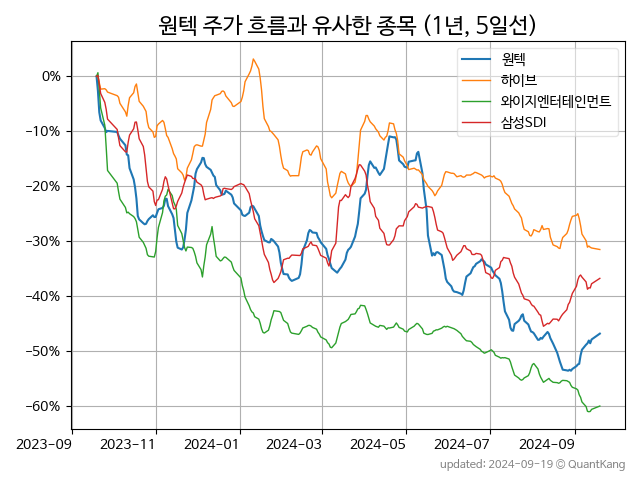 원텍 주가 흐름과 유사한 종목 (1년, 5일선)
원텍
하이브
와이지엔터테인먼트
삼성SDI
0%
−10%
−20%
−30%
−40%
−50%
−60%
2023-09
2023-11
2024-01
2024-03
2024-05
2024-07
2024-09
updated: 2024-09-19 © QuantKang